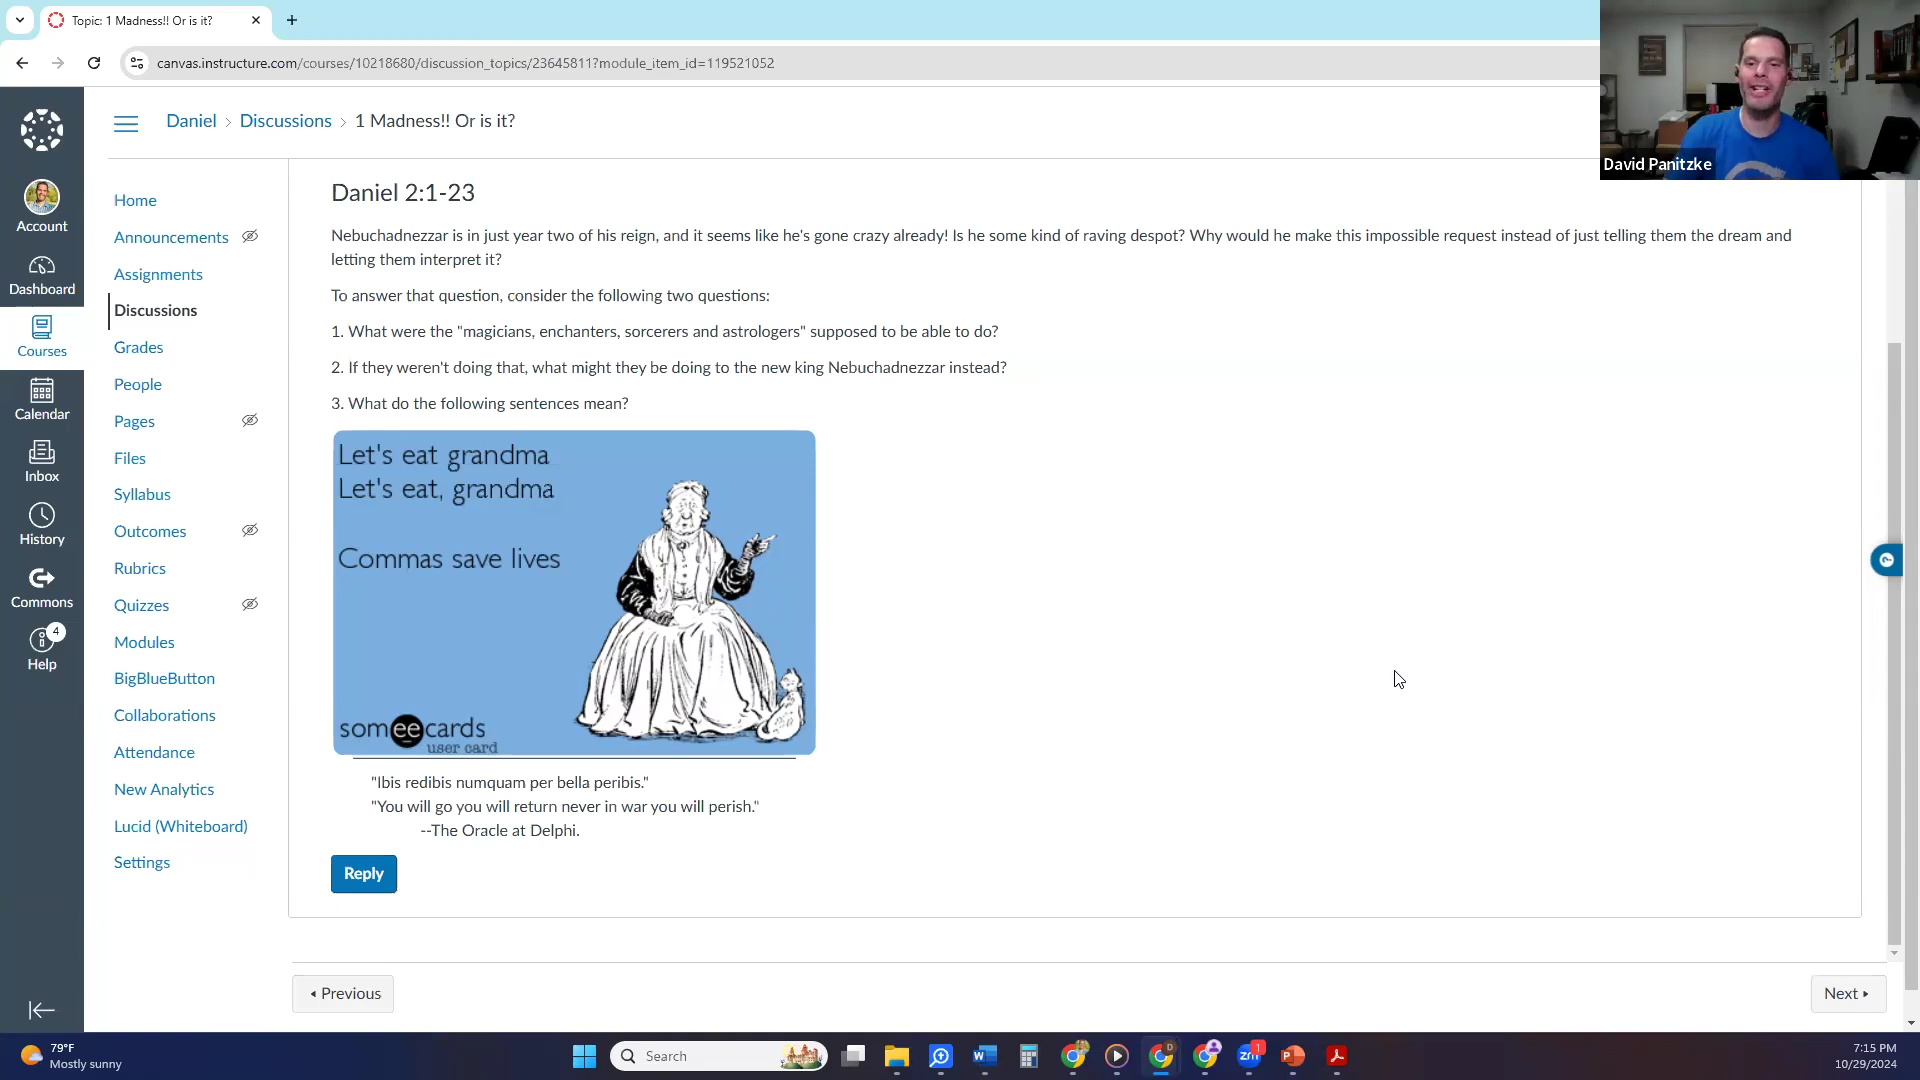 Topic: 1 Madness!! Or is it?
canvas.instructure.com/courses/10218680/discussion_topics/23645811?module_item_id=119521052
David Panitzke
Daniel > Discussions > 1 Madness!! Or is it?
Account
Dashboard
Courses
Calendar
Inbox
History
Commons
4
Help
Home
Announcements
Assignments
Discussions
Grades
People
Pages
Files
Syllabus
Outcomes
Rubrics
Quizzes
Modules
BigBlueButton
Collaborations
Attendance
New Analytics
Lucid (Whiteboard)
Settings
Daniel 2:1-23
Nebuchadnezzar is in just year two of his reign, and it seems like he's gone crazy already! Is he some kind of raving despot? Why would he make this impossible request instead of just telling them the dream and
letting them interpret it?
To answer that question, consider the following two questions:
1. What were the "magicians, enchanters, sorcerers and astrologers" supposed to be able to do?
2. If they weren't doing that, what might they be doing to the new king Nebuchadnezzar instead?
3. What do the following sentences mean?
Let's eat grandma
Let's eat, grandma
Commas save lives
someecards
user card
"Ibis redibis numquam per bella peribis."
"You will go you will return never in war you will perish."
--The Oracle at Delphi.
Reply
Previous
Next
79°F
Mostly sunny
Search
zm
1
7:15 PM
10/29/2024